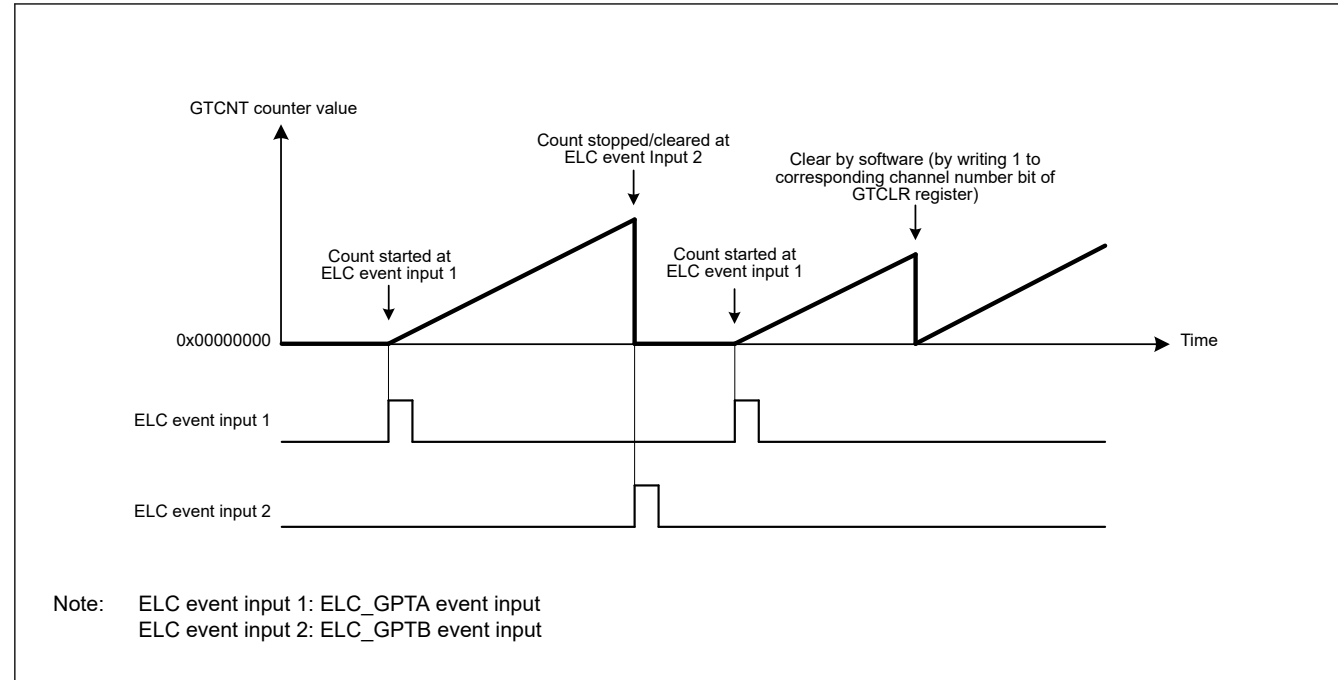 GTCNT counter value
Count stopped/cleared at
ELC event Input 2
Clear by software (by writing 1 to
corresponding channel number bit of
GTCLR register)
Count started at
ELC event input 1
Count started at
ELC event input 1
0x00000000
Time
ELC event input 1
ELC event input 2
Note: ELC event input 1: ELC_GPTA event input
ELC event input 2: ELC_GPTB event input